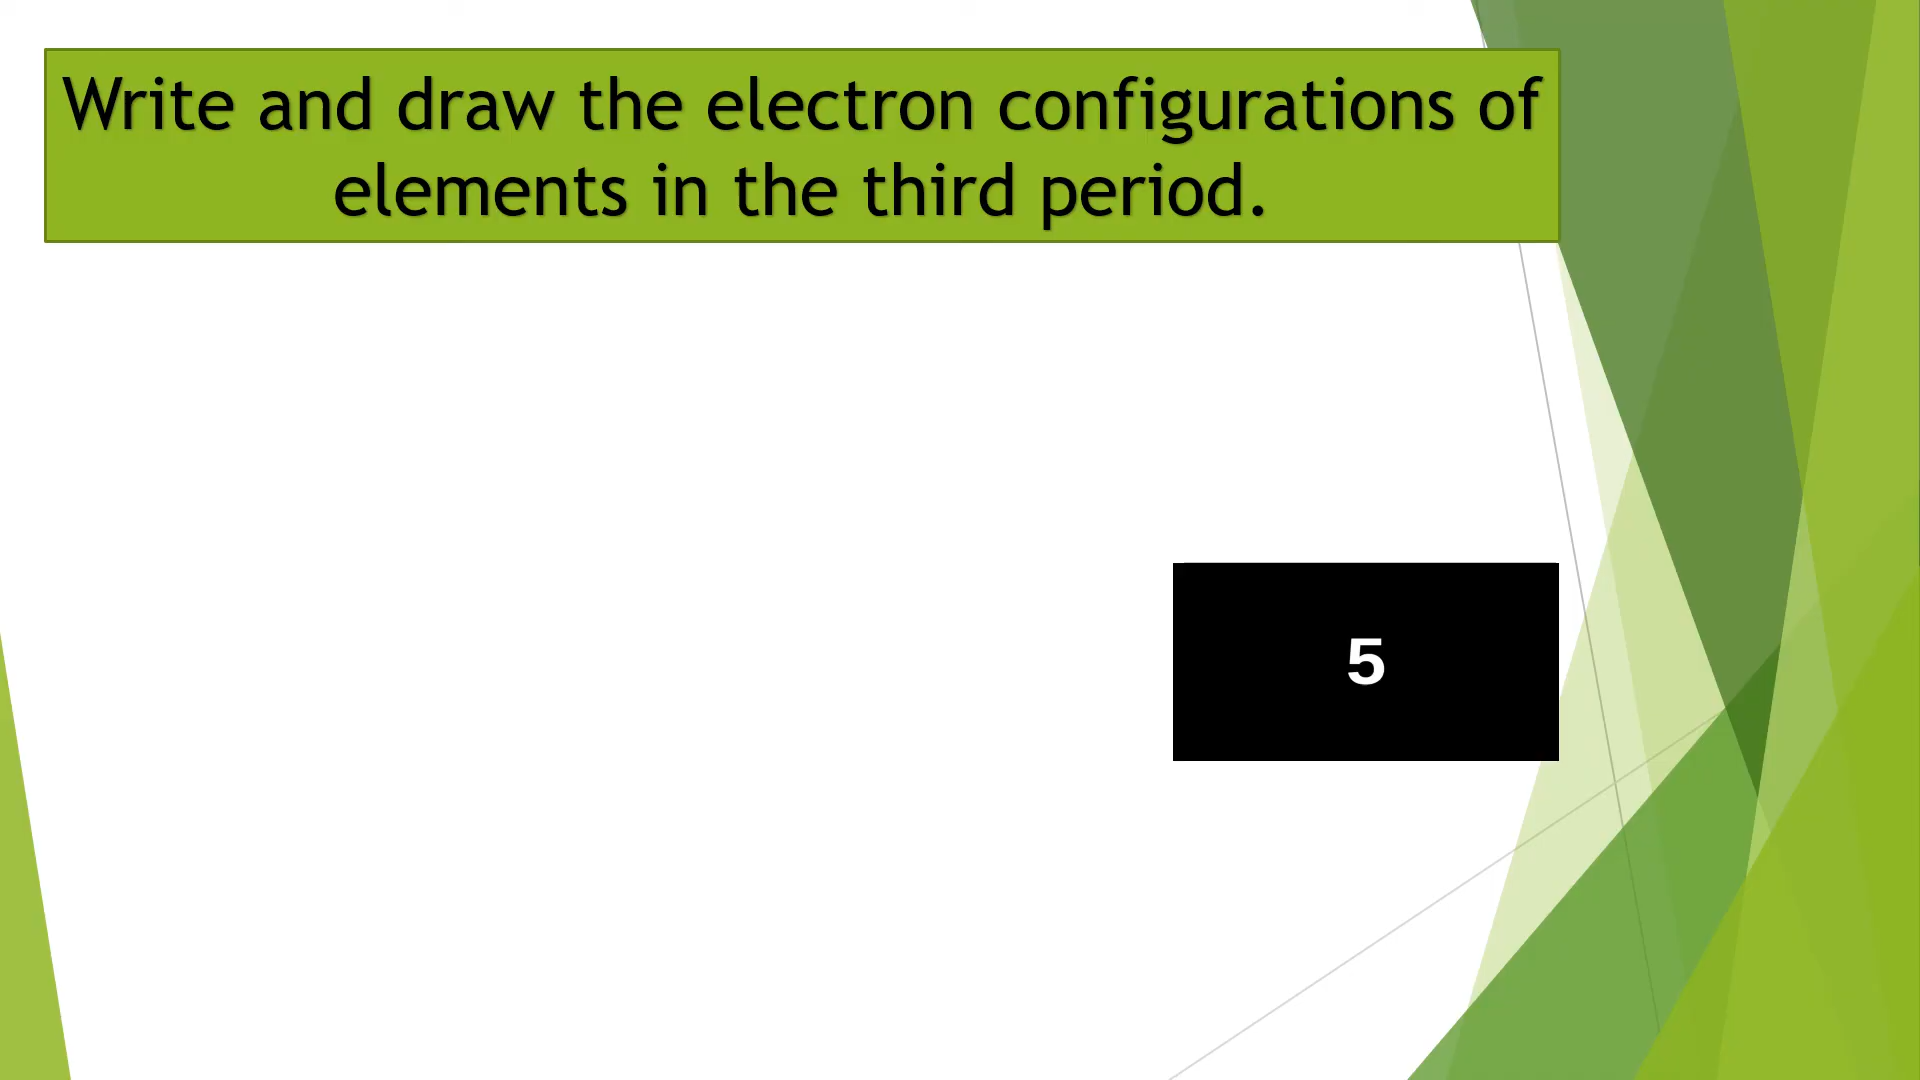 Write and draw the electron configurations of
elements in the third period.
5